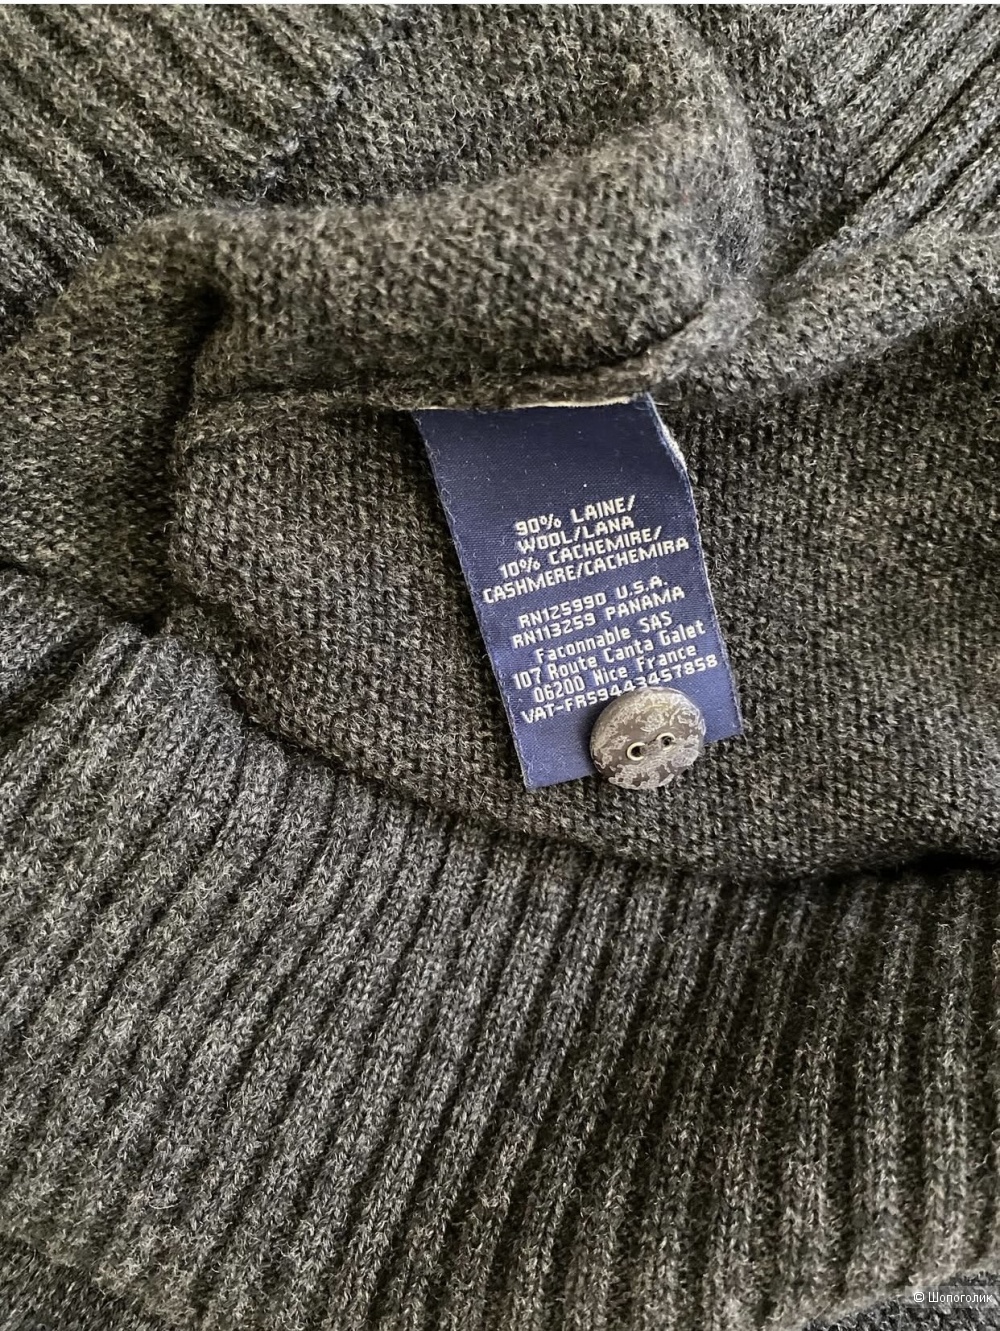 90% LAINE/
WOOL/LANA
10% CACHEMIRE/
CASHMERE/CACHEMIRA
RN125990 U.S.A.
RN113259 PANAMA
Faconnable SAS
107 Route Canta Galet
06200 Nice France
VAT-FR59443457858
© Шопоголик